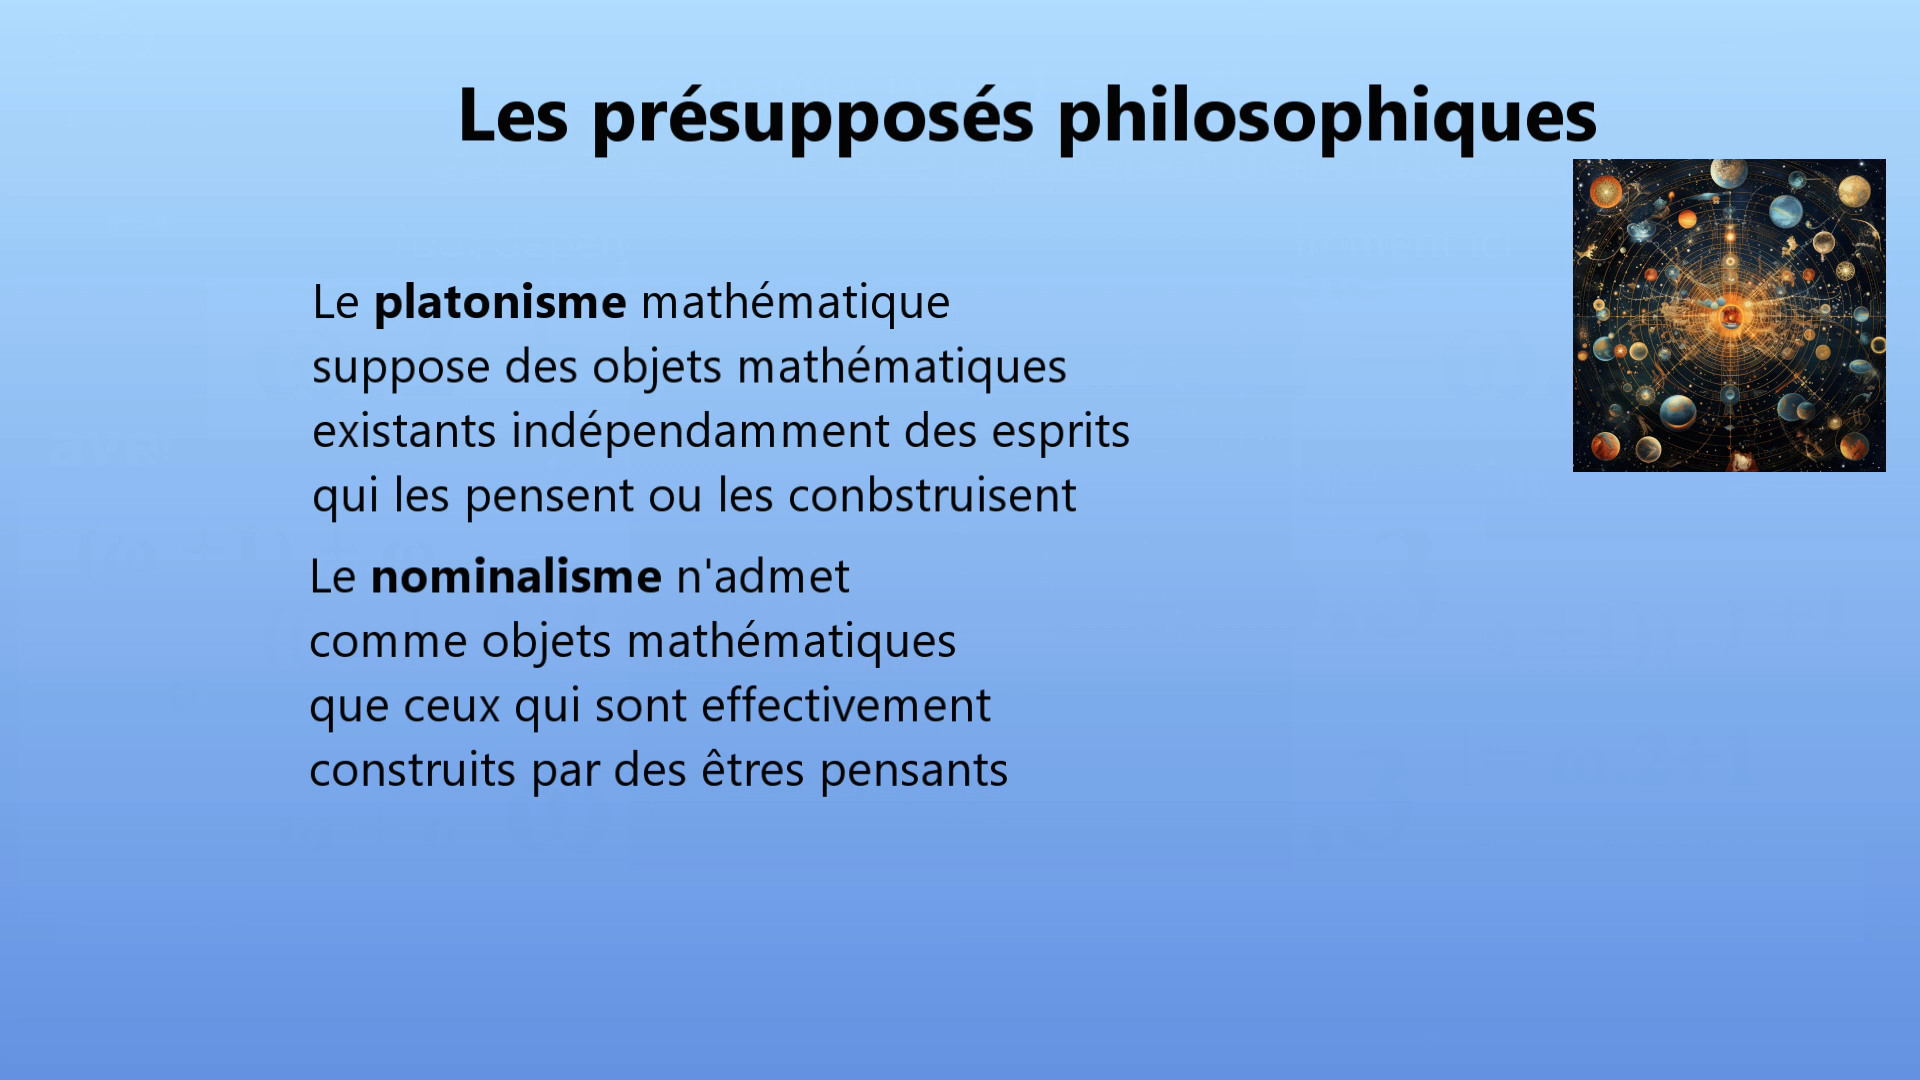 Les présupposés philosophiques
Le platonisme mathématique
suppose des objets mathématiques
existants indépendamment des esprits
qui les pensent ou les conbstruisent
Le nominalisme n'admet
comme objets mathématiques
que ceux qui sont effectivement
construits par des êtres pensants